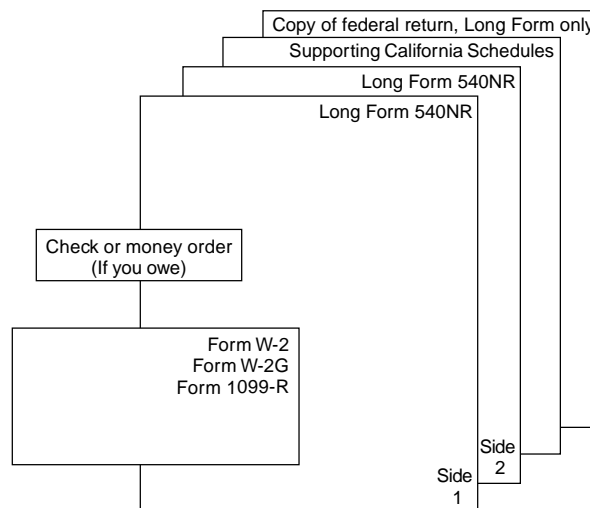 Copy of federal return, Long Form only
Supporting California Schedules
Long Form 540NR
Long Form 540NR
Check or money order
(If you owe)
Form W-2
Form W-2G
Form 1099-R
Side
2
Side
1